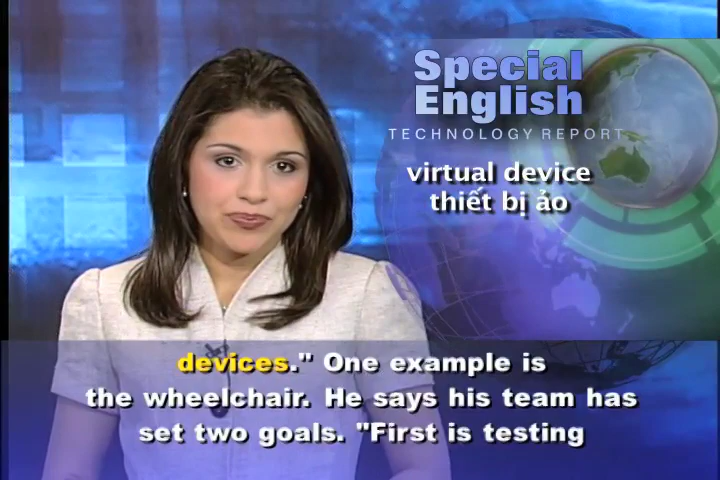 Special
English
TECHNOLOGY REPORT
virtual device
thiết bị ảo
devices." One example is
the wheelchair. He says his team has
set two goals. "First is testing